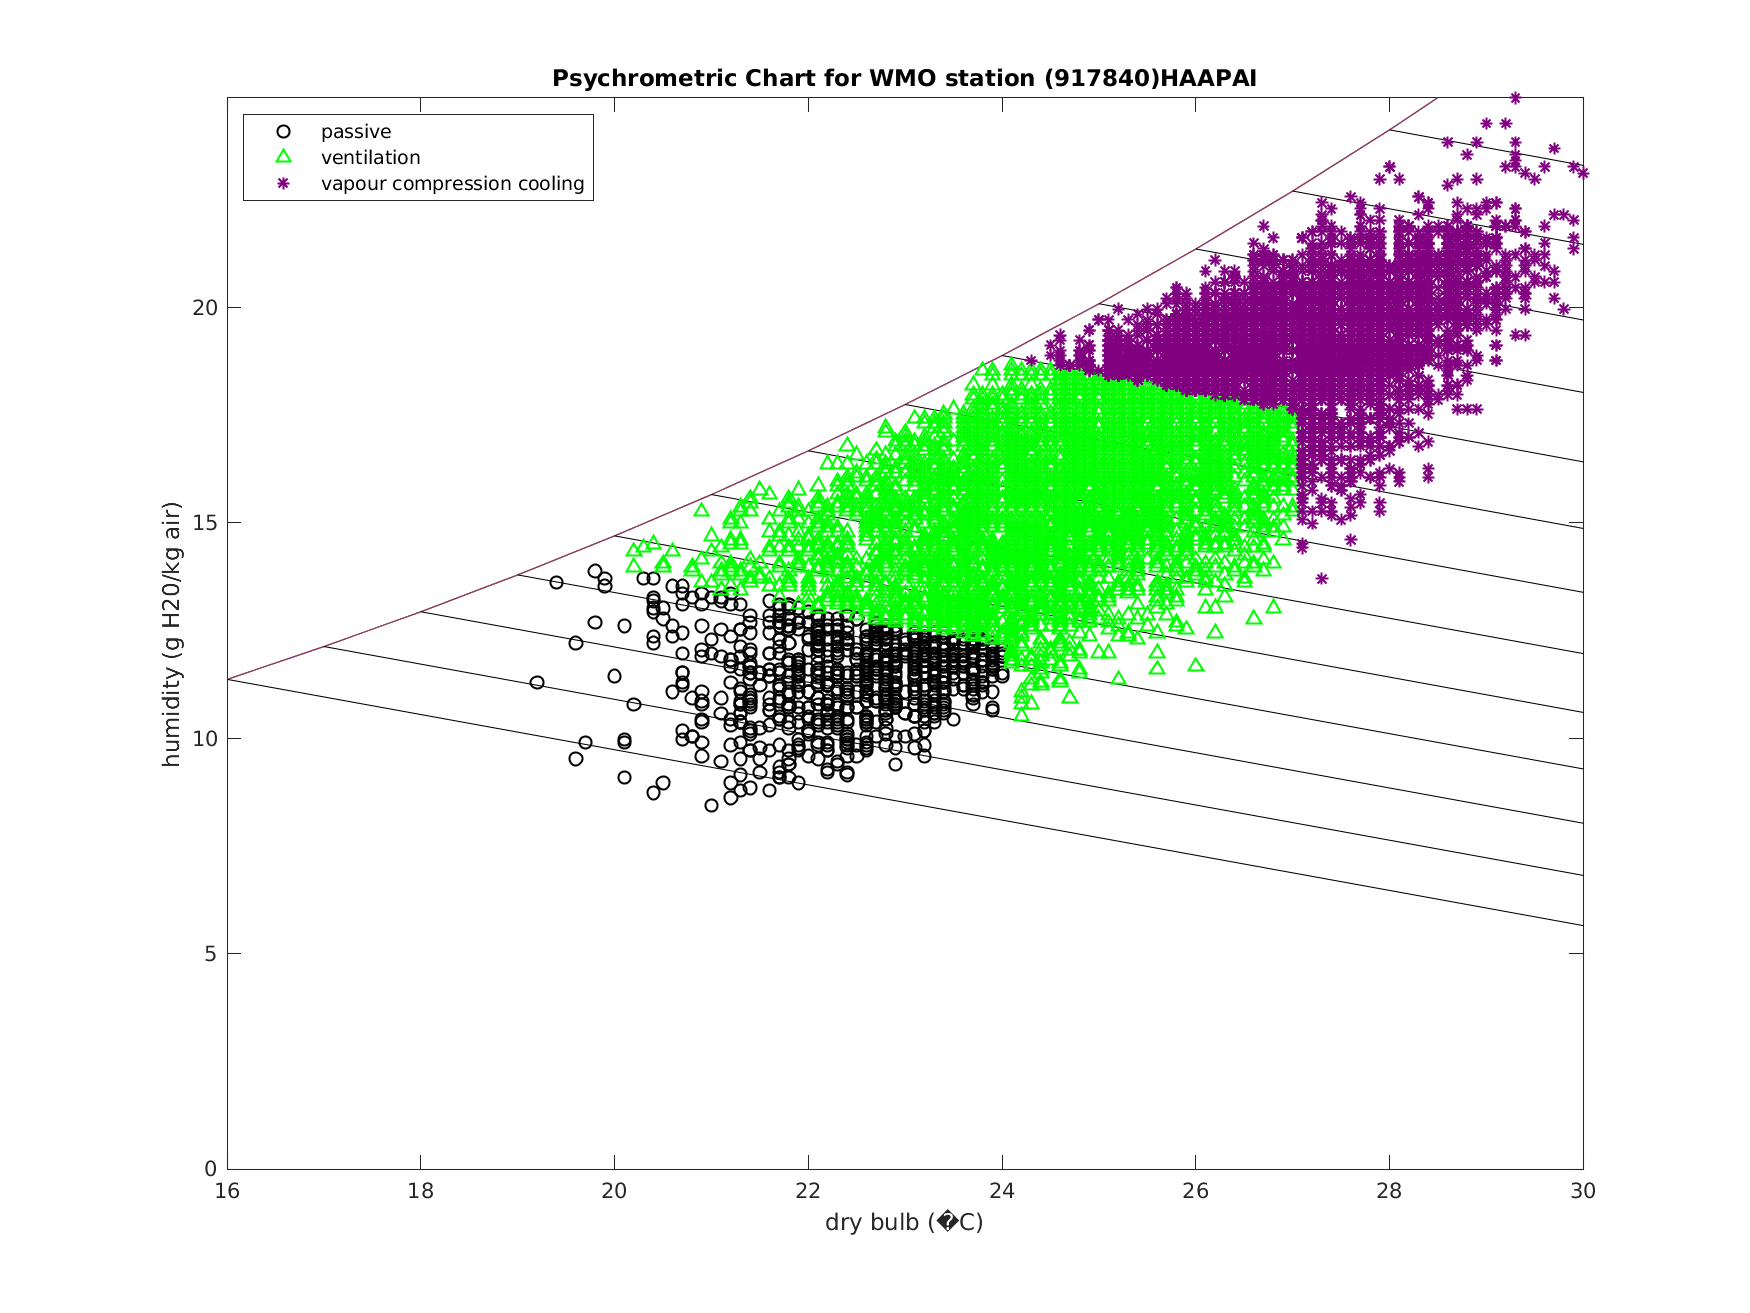 Psychrometric Chart for WMO station (917840)HAAPAI
passive
ventilation
vapour compression cooling
humidity (g H20/kg air)
20
15
10
5
0
16
18
20
22
24
26
28
30
dry bulb (�C)